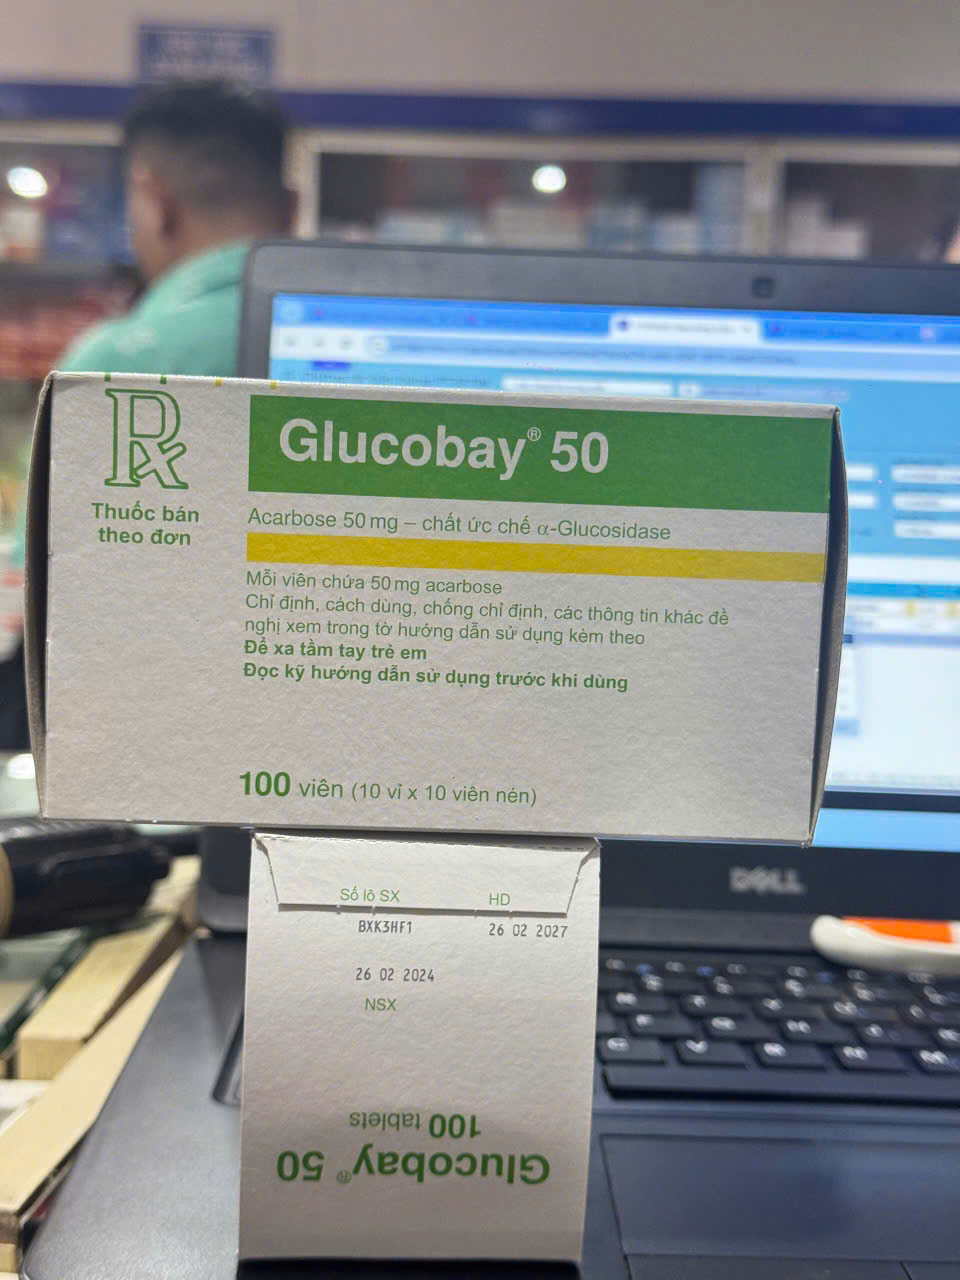 Rx
Thuốc bán
theo đơn
Glucobay® 50
Acarbose 50 mg – chất ức chế α-Glucosidase
Mỗi viên chứa 50 mg acarbose
Chỉ định, cách dùng, chống chỉ định, các thông tin khác đề
nghị xem trong tờ hướng dẫn sử dụng kèm theo
Để xa tầm tay trẻ em
Đọc kỹ hướng dẫn sử dụng trước khi dùng
100 viên (10 vỉ x 10 viên nén)
Số lô SX HD
BXK3HF1 26 02 2027
26 02 2024
NSX
Glucobay® 50
100 tablets
DELL